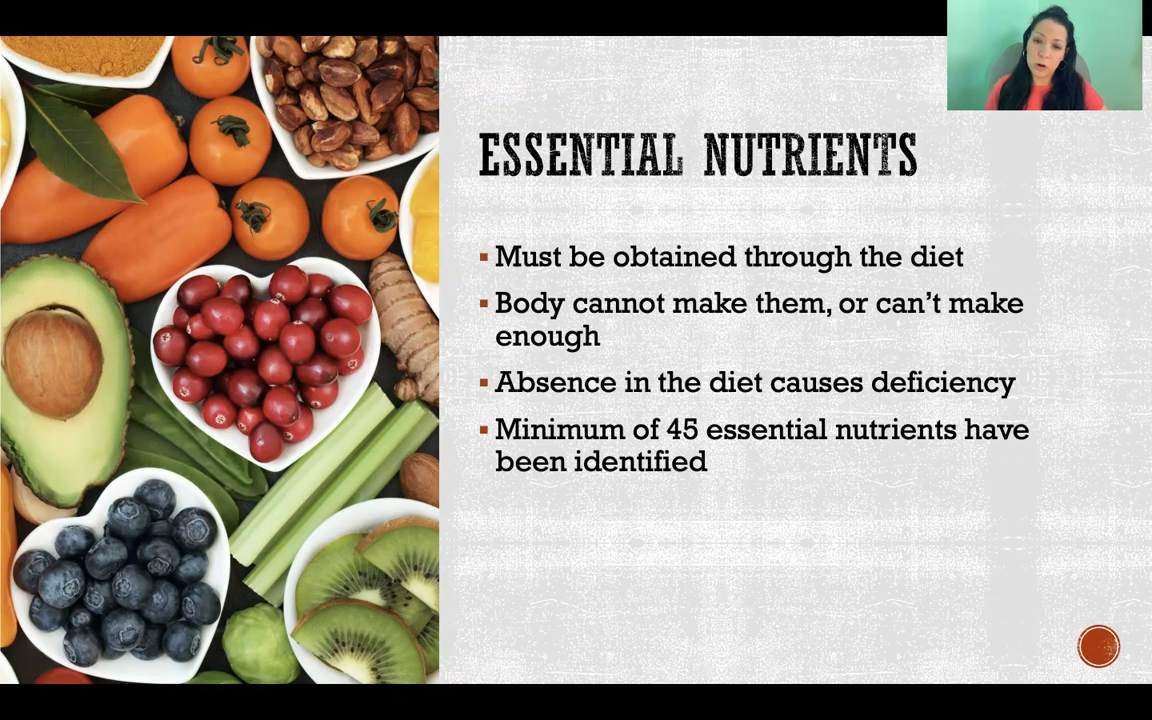 ESSENTIAL NUTRIENTS
▪ Must be obtained through the diet
▪ Body cannot make them, or can’t make
enough
▪ Absence in the diet causes deficiency
▪ Minimum of 45 essential nutrients have
been identified